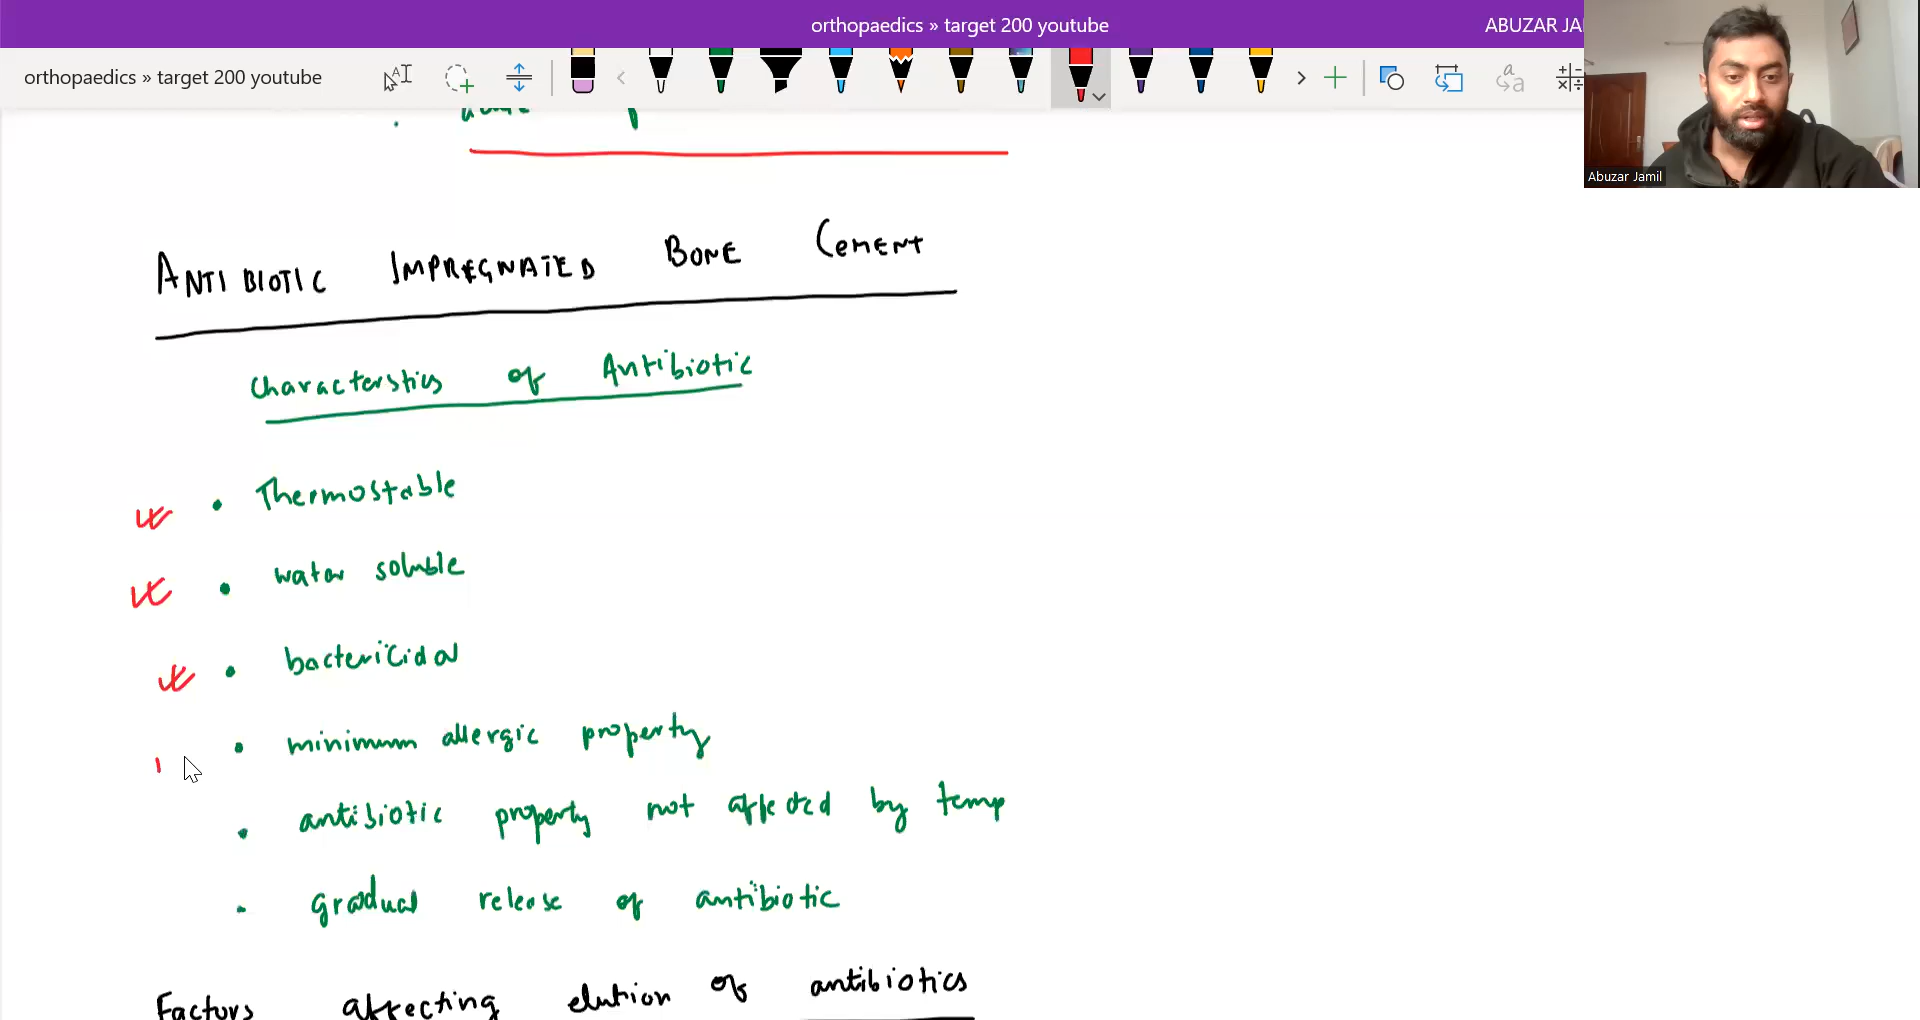 orthopaedics » target 200 youtube
ABUZAR JA
orthopaedics » target 200 youtube
Abuzar Jamil
ANTIBIOTIC IMPREGNATED BONE CEMENT
Characterstics of Antibiotic
• Thermostable
• water soluble
• bactericidal
• minimum allergic property
• antibiotic property not affected by temp
• gradual release of antibiotic
Factors affecting elution of antibiotics